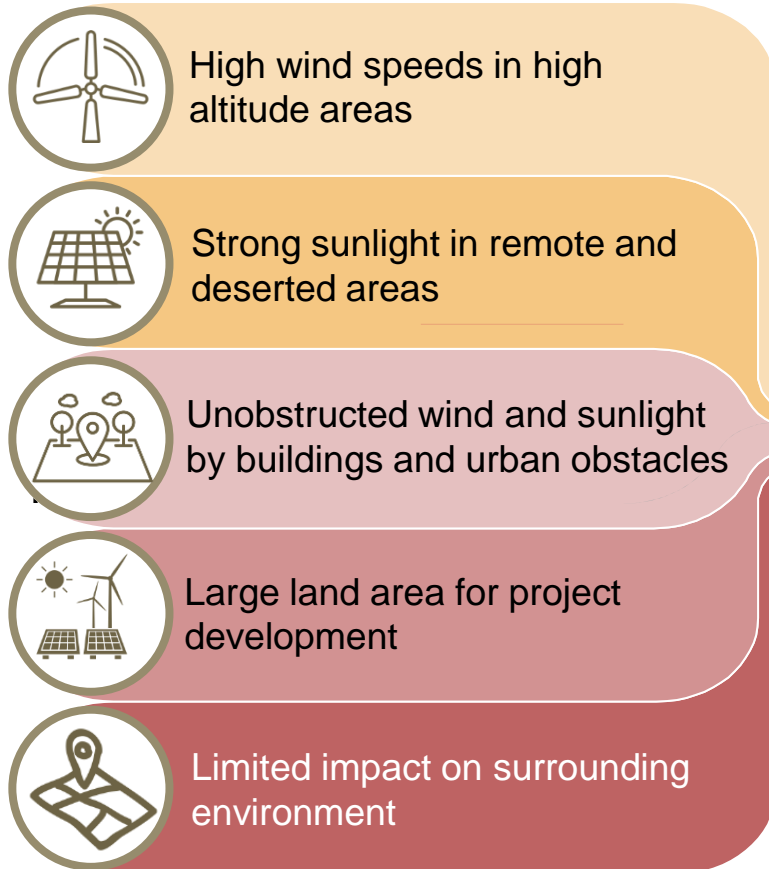 High wind speeds in high
altitude areas
Strong sunlight in remote and
deserted areas
Unobstructed wind and sunlight
by buildings and urban obstacles
Large land area for project
development
Limited impact on surrounding
environment